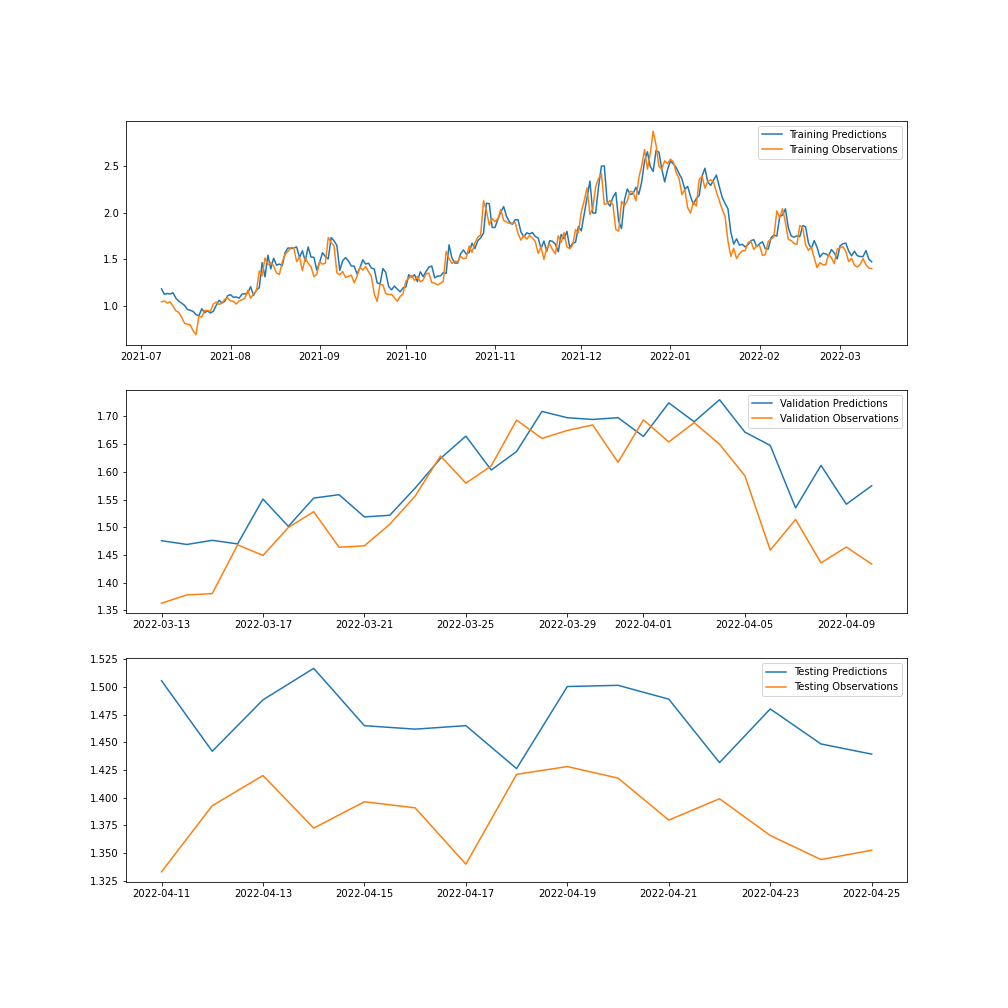 Training Predictions
Training Observations
2.5
2.0
1.5
1.0
2021-07 2021-08 2021-09 2021-10 2021-11 2021-12 2022-01 2022-02 2022-03
Validation Predictions
Validation Observations
1.70
1.65
1.60
1.55
1.50
1.45
1.40
1.35
2022-03-13 2022-03-17 2022-03-21 2022-03-25 2022-03-29 2022-04-01 2022-04-05 2022-04-09
1.525
Testing Predictions
Testing Observations
1.500
1.475
1.450
1.425
1.400
1.375
1.350
1.325
2022-04-11 2022-04-13 2022-04-15 2022-04-17 2022-04-19 2022-04-21 2022-04-23 2022-04-25